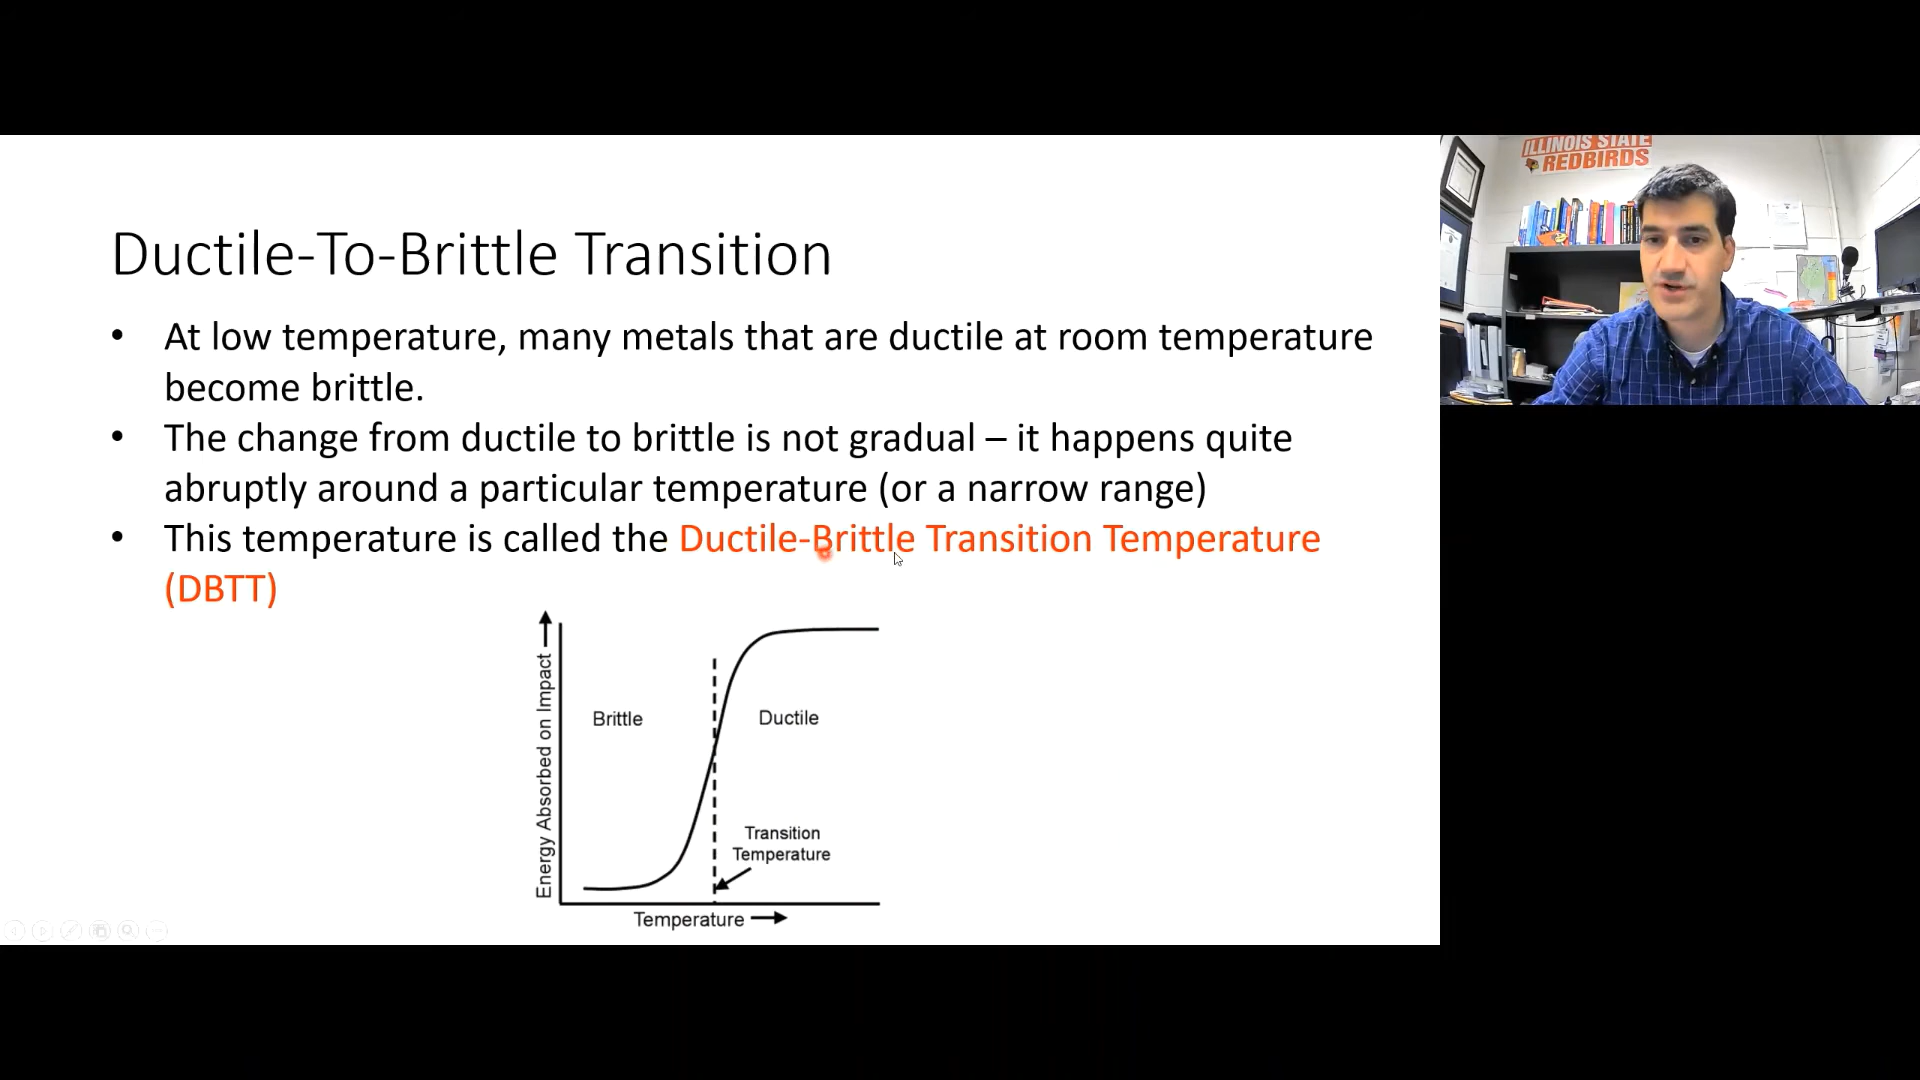 Ductile-To-Brittle Transition
• At low temperature, many metals that are ductile at room temperature
become brittle.
• The change from ductile to brittle is not gradual – it happens quite
abruptly around a particular temperature (or a narrow range)
• This temperature is called the Ductile-Brittle Transition Temperature
(DBTT)
Energy Absorbed on Impact
Brittle
Ductile
Transition
Temperature
Temperature
ILLINOIS STATE
REDBIRDS